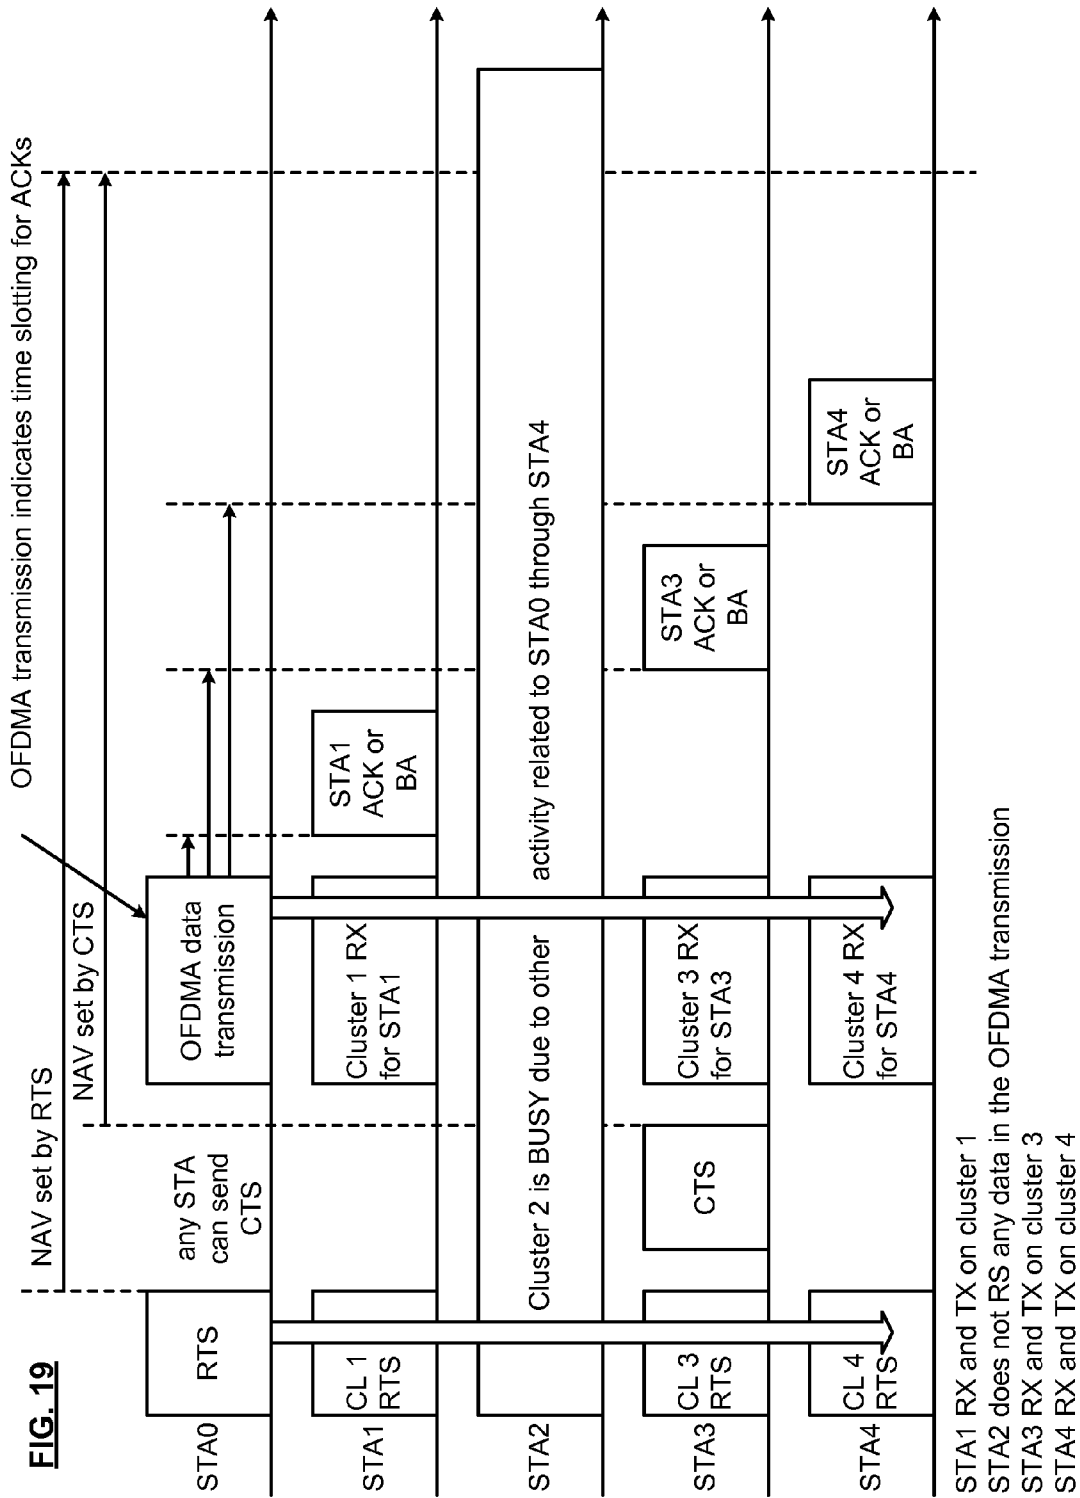 FIG. 19
OFDMA transmission indicates time slotting for ACKs
NAV set by RTS
NAV set by CTS
STA0
RTS
any STA
can send
CTS
OFDMA data
transmission
STA1
CL 1
RTS
Cluster 1 RX
for STA1
STA1
ACK or
BA
STA2
Cluster 2 is BUSY due to other activity related to STA0 through STA4
STA3
CL 3
RTS
CTS
Cluster 3 RX
for STA3
STA3
ACK or
BA
STA4
CL 4
RTS
Cluster 4 RX
for STA4
STA4
ACK or
BA
STA1 RX and TX on cluster 1
STA2 does not RS any data in the OFDMA transmission
STA3 RX and TX on cluster 3
STA4 RX and TX on cluster 4